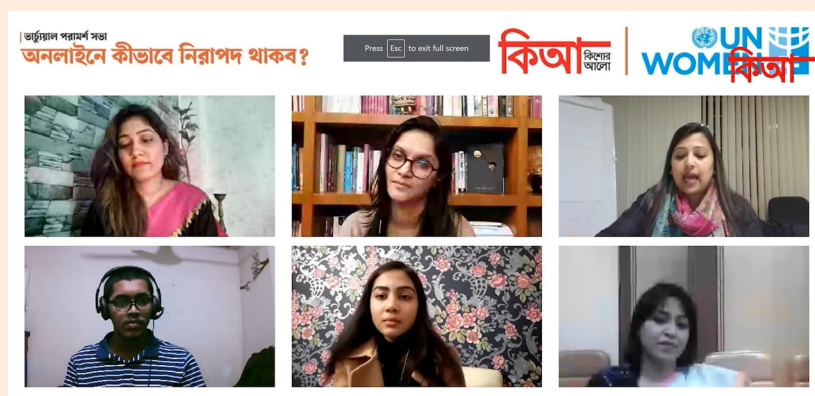 ভার্চ্যুয়াল পরামর্শ সভা
অনলাইনে কীভাবে নিরাপদ থাকব?
Press Esc to exit full screen
কিআ
কিশোর
আলো
UN
WOMEN
কিআ